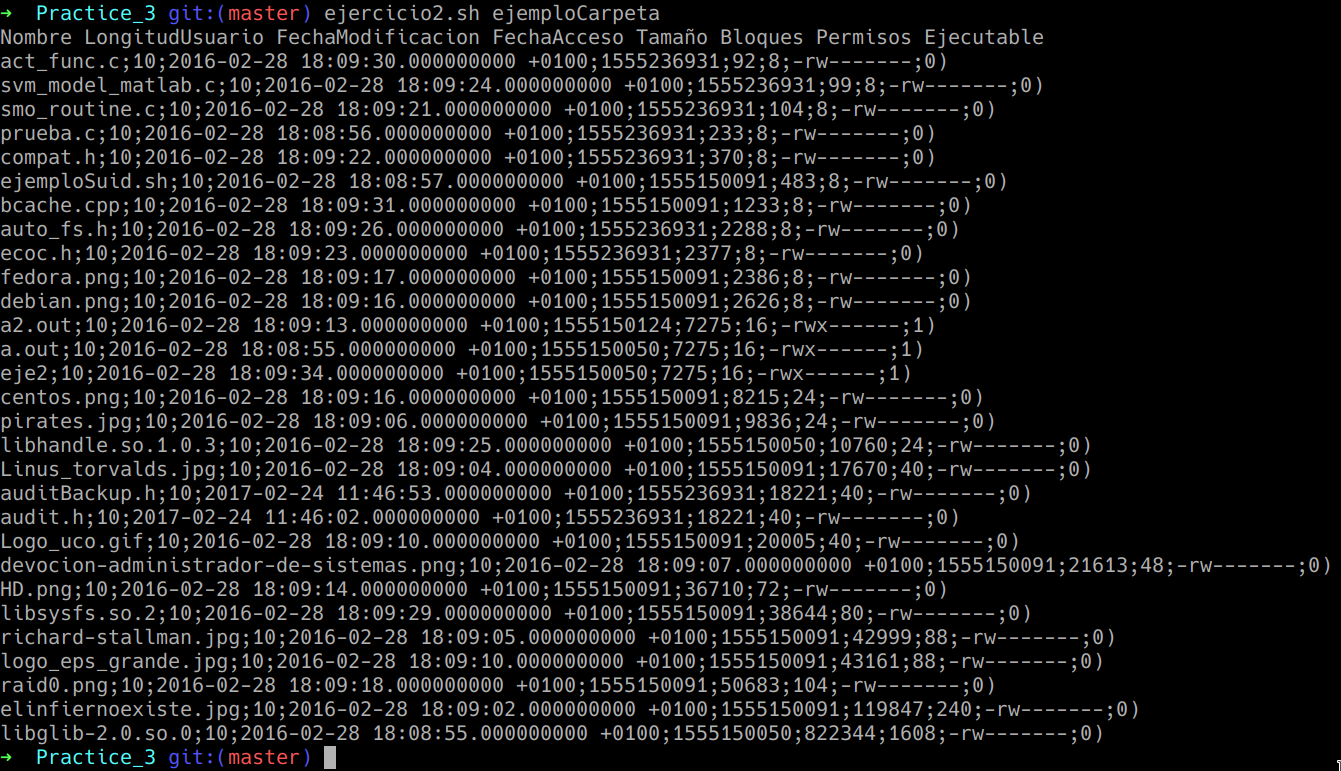 → Practice_3 git:(master) ejercicio2.sh ejemploCarpeta
Nombre LongitudUsuario FechaModificacion FechaAcceso Tamaño Bloques Permisos Ejecutable
act_func.c;10;2016-02-28 18:09:30.000000000 +0100;1555236931;92;8;-rw-------;0)
svm_model_matlab.c;10;2016-02-28 18:09:24.000000000 +0100;1555236931;99;8;-rw-------;0)
smo_routine.c;10;2016-02-28 18:09:21.000000000 +0100;1555236931;104;8;-rw-------;0)
prueba.c;10;2016-02-28 18:08:56.000000000 +0100;1555236931;233;8;-rw-------;0)
compat.h;10;2016-02-28 18:09:22.000000000 +0100;1555236931;370;8;-rw-------;0)
ejemploSuid.sh;10;2016-02-28 18:08:57.000000000 +0100;1555150091;483;8;-rw-------;0)
bcache.cpp;10;2016-02-28 18:09:31.000000000 +0100;1555150091;1233;8;-rw-------;0)
auto_fs.h;10;2016-02-28 18:09:26.000000000 +0100;1555236931;2288;8;-rw-------;0)
ecoc.h;10;2016-02-28 18:09:23.000000000 +0100;1555236931;2377;8;-rw-------;0)
fedora.png;10;2016-02-28 18:09:17.000000000 +0100;1555150091;2386;8;-rw-------;0)
debian.png;10;2016-02-28 18:09:16.000000000 +0100;1555150091;2626;8;-rw-------;0)
a2.out;10;2016-02-28 18:09:13.000000000 +0100;1555150124;7275;16;-rwx------;1)
a.out;10;2016-02-28 18:08:55.000000000 +0100;1555150050;7275;16;-rwx------;1)
eje2;10;2016-02-28 18:09:34.000000000 +0100;1555150050;7275;16;-rwx------;1)
centos.png;10;2016-02-28 18:09:16.000000000 +0100;1555150091;8215;24;-rw-------;0)
pirates.jpg;10;2016-02-28 18:09:06.000000000 +0100;1555150091;9836;24;-rw-------;0)
libhandle.so.1.0.3;10;2016-02-28 18:09:25.000000000 +0100;1555150050;10760;24;-rw-------;0)
Linus_torvalds.jpg;10;2016-02-28 18:09:04.000000000 +0100;1555150091;17670;40;-rw-------;0)
auditBackup.h;10;2017-02-24 11:46:53.000000000 +0100;1555236931;18221;40;-rw-------;0)
audit.h;10;2017-02-24 11:46:02.000000000 +0100;1555236931;18221;40;-rw-------;0)
Logo_uco.gif;10;2016-02-28 18:09:10.000000000 +0100;1555150091;20005;40;-rw-------;0)
devocion-administrador-de-sistemas.png;10;2016-02-28 18:09:07.000000000 +0100;1555150091;21613;48;-rw-------;0)
HD.png;10;2016-02-28 18:09:14.000000000 +0100;1555150091;36710;72;-rw-------;0)
libsysfs.so.2;10;2016-02-28 18:09:29.000000000 +0100;1555150091;38644;80;-rw-------;0)
richard-stallman.jpg;10;2016-02-28 18:09:05.000000000 +0100;1555150091;42999;88;-rw-------;0)
logo_eps_grande.jpg;10;2016-02-28 18:09:10.000000000 +0100;1555150091;43161;88;-rw-------;0)
raid0.png;10;2016-02-28 18:09:18.000000000 +0100;1555150091;50683;104;-rw-------;0)
elinfiernoexiste.jpg;10;2016-02-28 18:09:02.000000000 +0100;1555150091;119847;240;-rw-------;0)
libglib-2.0.so.0;10;2016-02-28 18:08:55.000000000 +0100;1555150050;822344;1608;-rw-------;0)
→ Practice_3 git:(master)